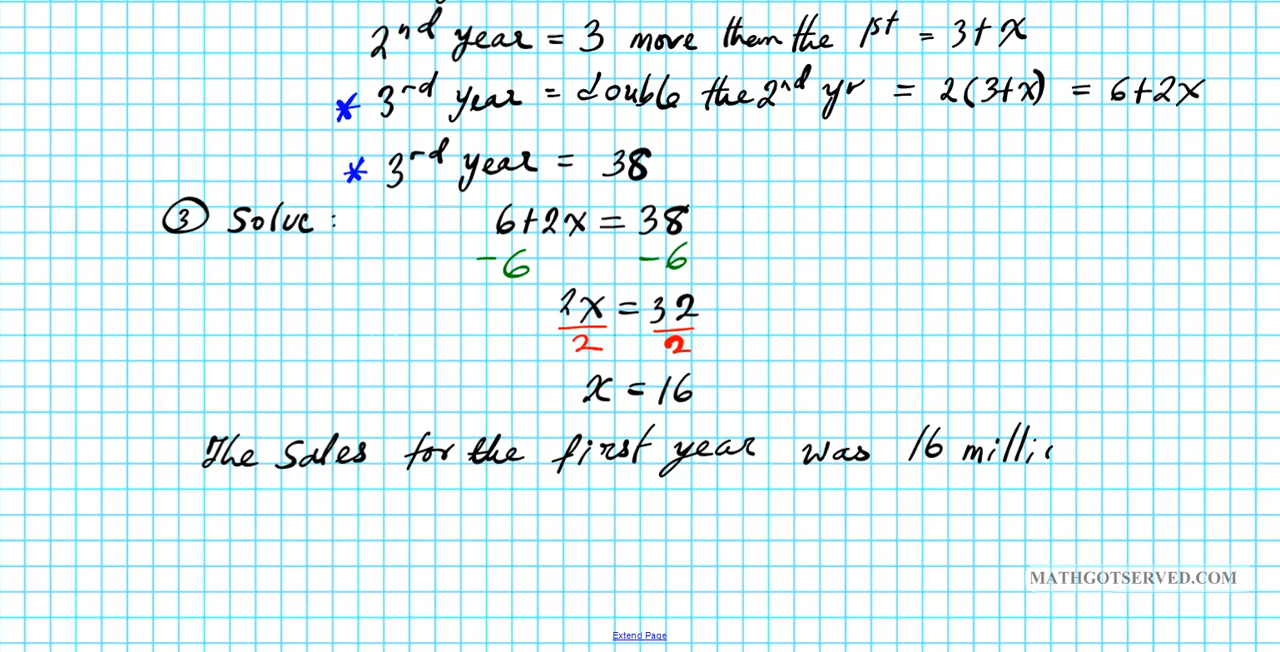 2nd year = 3 more then the 1st = 3+x
* 3rd year = double the 2nd yr = 2(3+x) = 6+2x
* 3rd year = 38
③ Solve: 6+2x = 38
-6 -6
2x = 32
2 2
x = 16
The sales for the first year was 16 milli
MATHGOTSERVED.COM
Extend Page